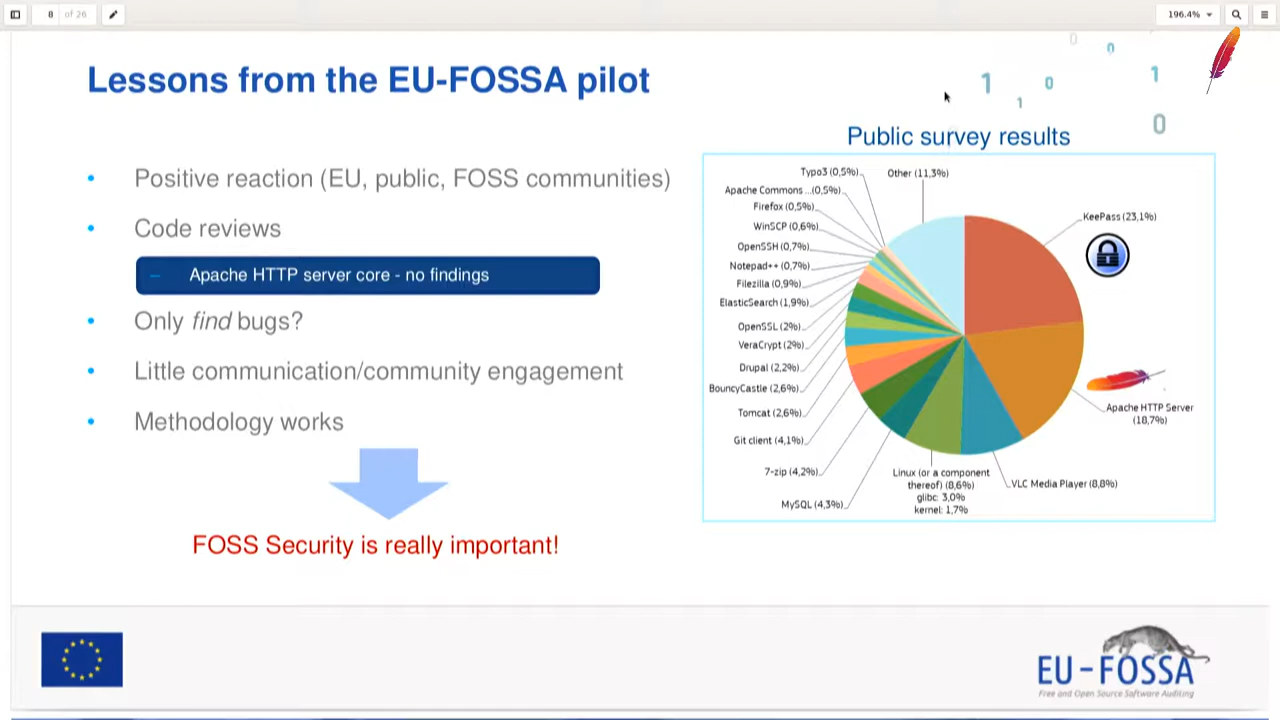 8 of 26
196.4%
0 0 1 0 1 1 0
Lessons from the EU-FOSSA pilot
• Positive reaction (EU, public, FOSS communities)
• Code reviews
– Apache HTTP server core - no findings
• Only find bugs?
• Little communication/community engagement
• Methodology works
FOSS Security is really important!
Public survey results
Typo3 (0,5%)
Other (11,3%)
Apache Commons ...(0,5%)
Firefox (0,5%)
WinSCP (0,6%)
OpenSSH (0,7%)
Notepad++ (0,7%)
Filezilla (0,9%)
ElasticSearch (1,9%)
OpenSSL (2%)
VeraCrypt (2%)
Drupal (2,2%)
BouncyCastle (2,6%)
Tomcat (2,6%)
Git client (4,1%)
7-zip (4,2%)
MySQL (4,3%)
Linux (or a component
thereof) (8,6%)
glibc: 3,0%
kernel: 1,7%
VLC Media Player (8,8%)
Apache HTTP Server
(18,7%)
KeePass (23,1%)
EU-FOSSA
Free and Open Source Software Auditing